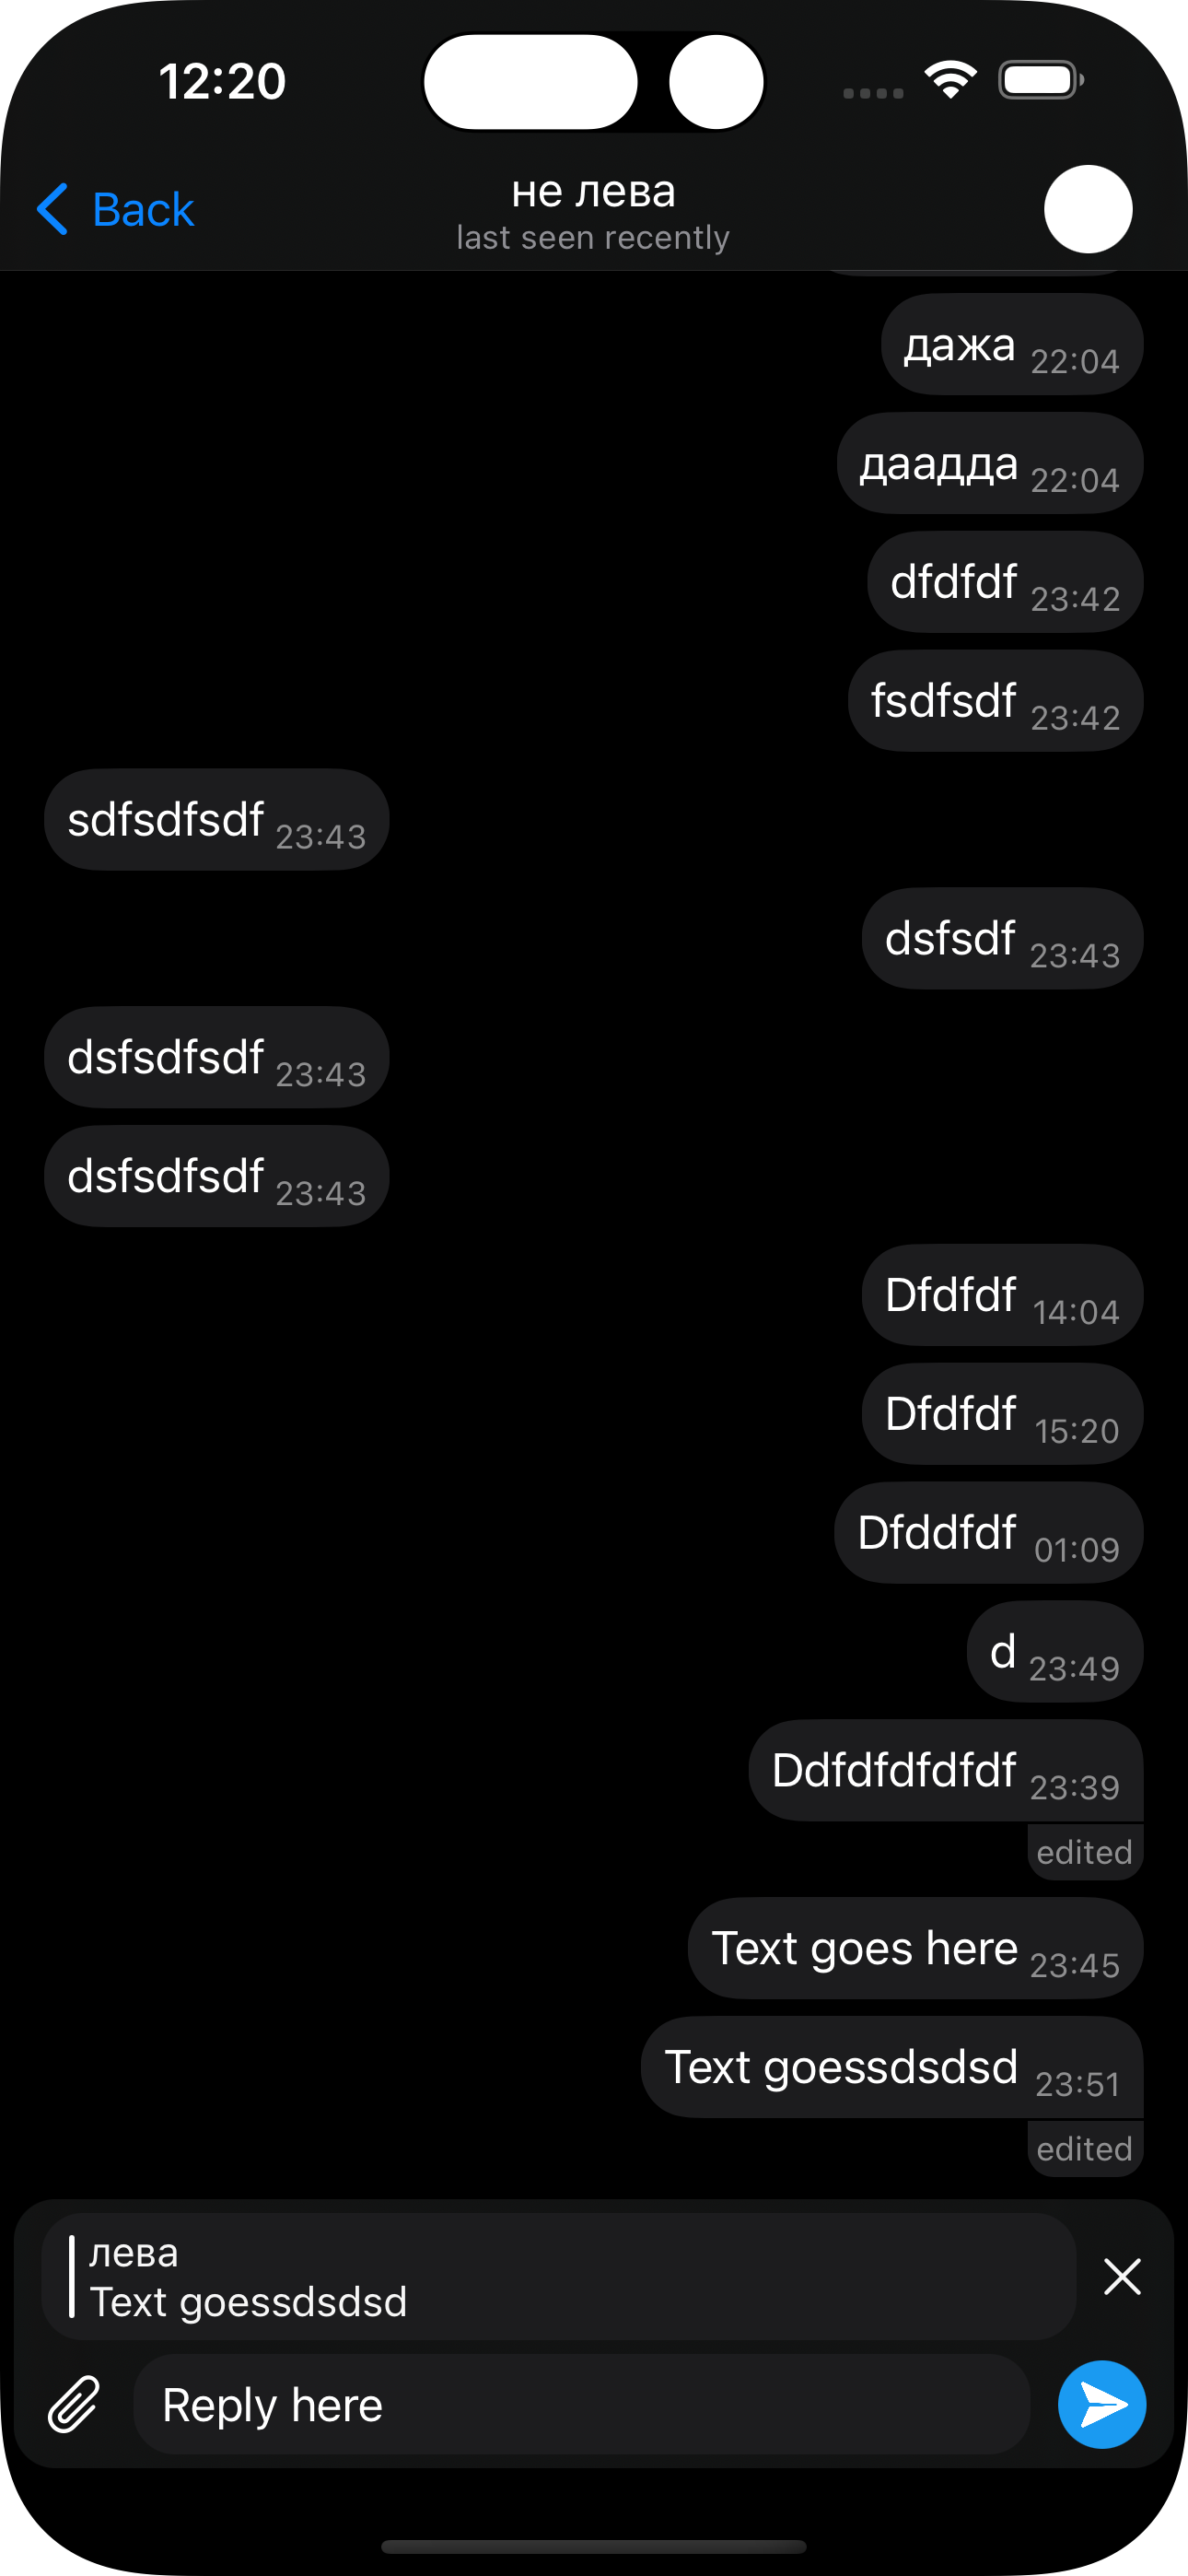 12:20
Back
не лева
last seen recently
дажа 22:04
даадда 22:04
dfdfdf 23:42
fsdfsdf 23:42
sdfsdfsdf 23:43
dsfsdf 23:43
dsfsdfsdf 23:43
dsfsdfsdf 23:43
Dfdfdf 14:04
Dfdfdf 15:20
Dfddfdf 01:09
d 23:49
Ddfdfdfdfdf 23:39
edited
Text goes here 23:45
Text goessdsdsd 23:51
edited
лева
Text goessdsdsd
Reply here